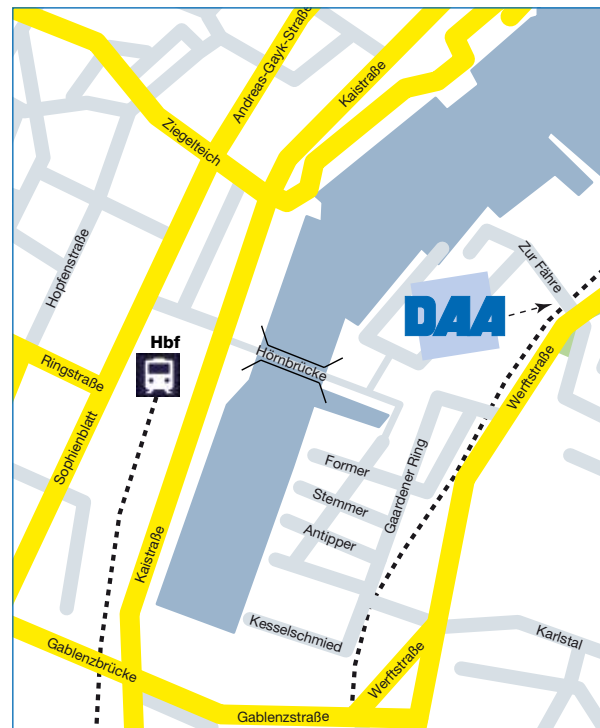 Andreas-Gayk-Straße
Kaistraße
Ziegelteich
Hopfenstraße
Zur Fähre
DAA
Hbf
Hörnbrücke
Ringstraße
Werftstraße
Sophienblatt
Former
Gaardener Ring
Stemmer
Antipper
Kaistraße
Kesselschmied
Karlstal
Gablenzbrücke
Werftstraße
Gablenzstraße